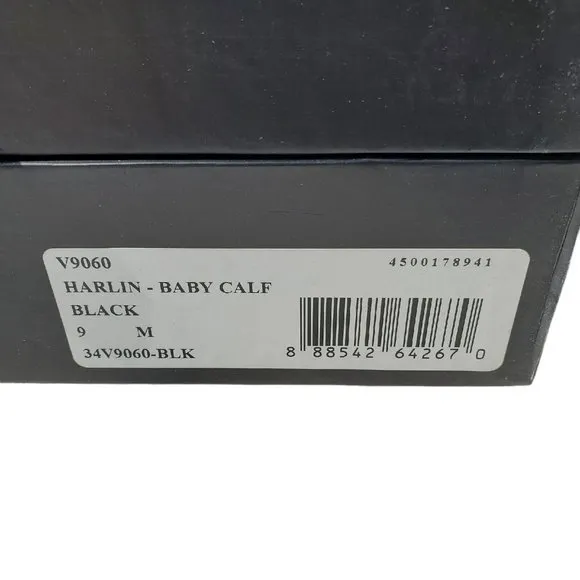 V9060 4500178941
HARLIN - BABY CALF
BLACK
9 M
34V9060-BLK
8 88542 64267 0